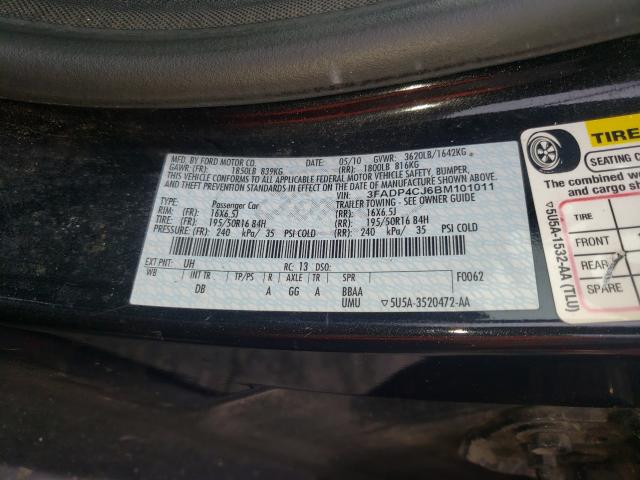 MFD. BY FORD MOTOR CO. 05/10 GVWR: 3620LB/1642KG
GAWR: (FR): 1850LB 839KG (RR): 1800LB 816KG
THIS VEHICLE CONFORMS TO ALL APPLICABLE FEDERAL MOTOR VEHICLE SAFETY, BUMPER,
AND THEFT PREVENTION STANDARDS IN EFFECT ON THE DATE OF MANUFACTURE SHOWN ABOVE.
VIN: 3FADP4CJ6BM101011
TYPE: Passenger Car TRAILER TOWING - SEE OWNER GUIDE
RIM: (FR) 16X6.5J (RR) 16X6.5J
TIRE: (FR) 195/50R16 84H (RR) 195/50R16 84H
PRESSURE: (FR) 240 kPa/ 35 PSI COLD (RR) 240 kPa/ 35 PSI COLD
EXT PNT: UH RC: 13 DSO: F0062
WB INT TR TP/PS R AXLE TR SPR
DB A GG A BBAA
UMU ▽5U5A-3520472-AA
▽5U5A-1532-AA (TLU)
TIRE
SEATING
The combined
and cargo
TIRE
FRONT
REAR
SPARE